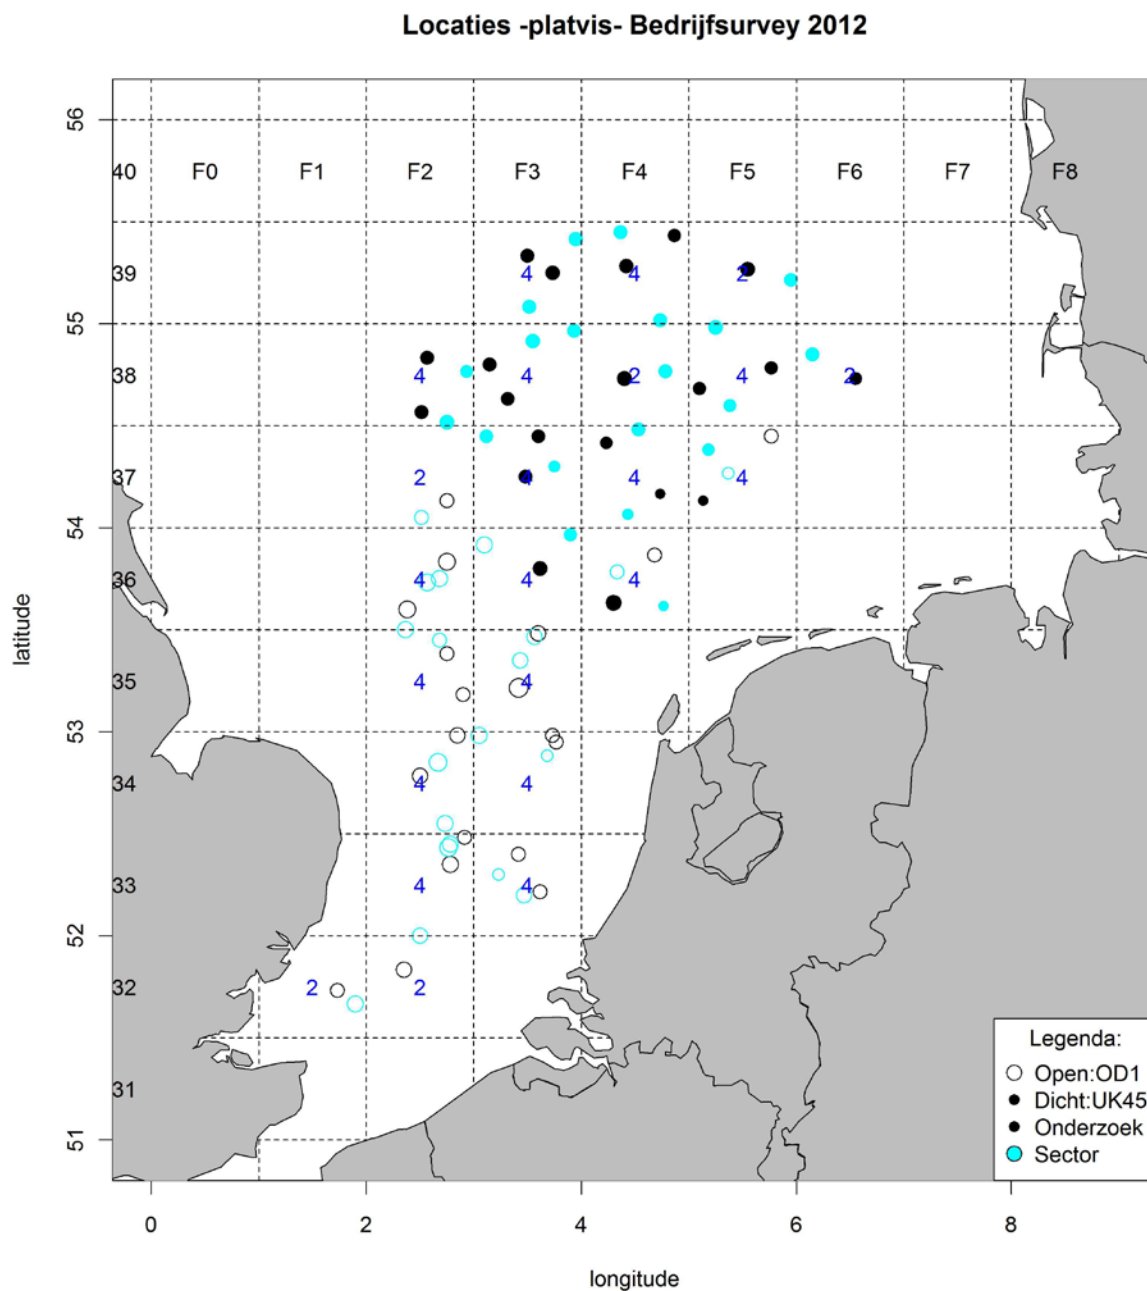 Locaties -platvis- Bedrijfsurvey 2012
56
40 F0 F1 F2 F3 F4 F5 F6 F7 F8
39 4 4 2
55
38 4 4 2 4 2
37 2 4 4 4
54
36 4 4 4
latitude
35 4 4
53
34 4 4
33 4 4
52
32 2 2
Legenda:
Open:OD1
31
Dicht:UK45
Onderzoek
51
Sector
0 2 4 6 8
longitude